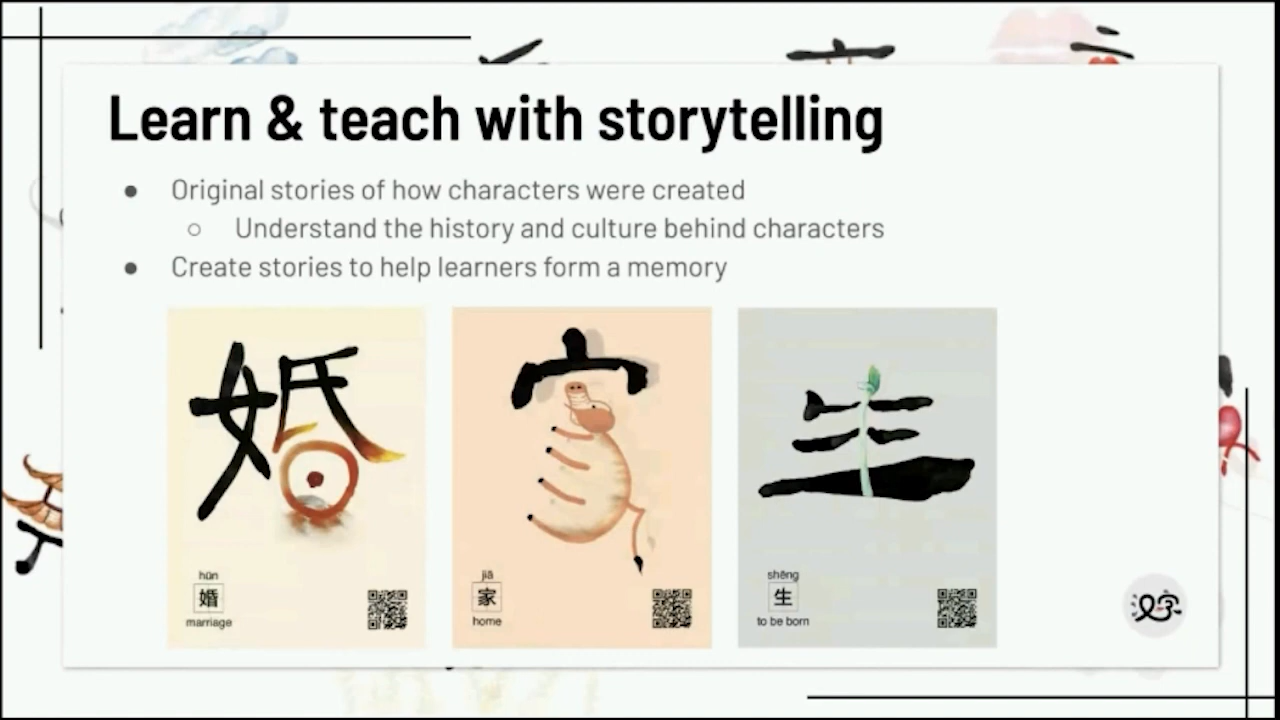 Learn & teach with storytelling
Original stories of how characters were created
Understand the history and culture behind characters
Create stories to help learners form a memory
婚
家
生
hūn
婚
marriage
jiā
家
home
shēng
生
to be born